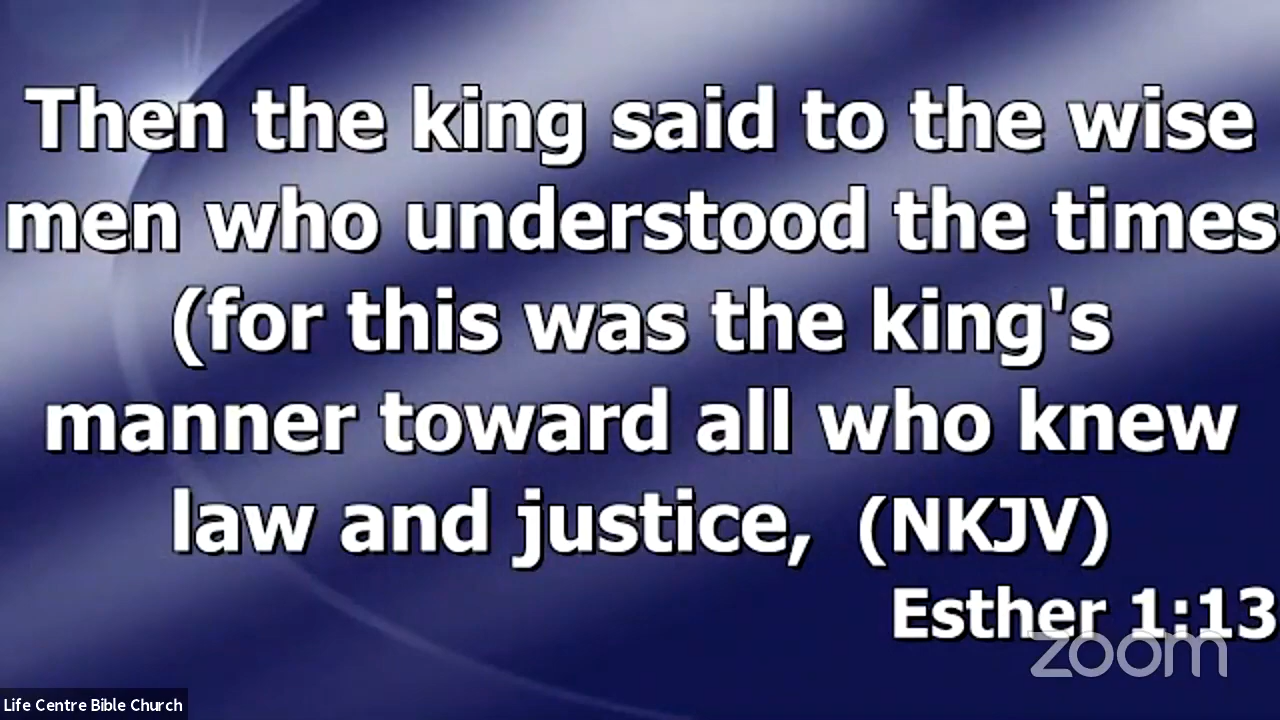 Then the king said to the wise
men who understood the times
(for this was the king's
manner toward all who knew
law and justice, (NKJV)
Esther 1:13
zoom
Life Centre Bible Church